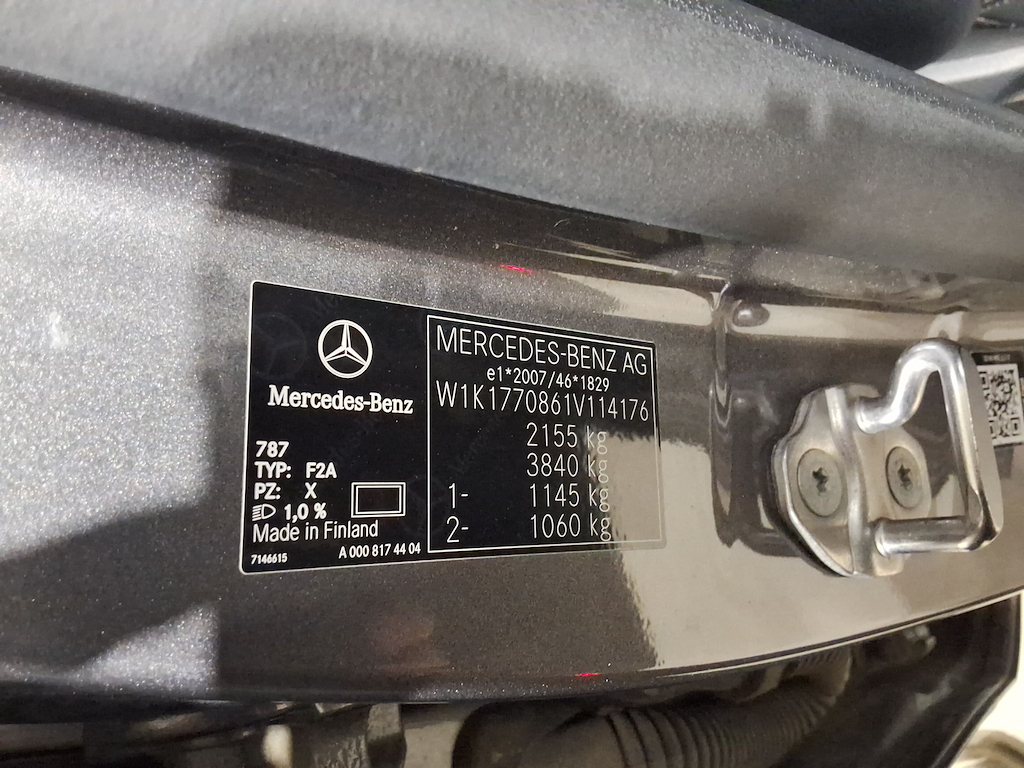 Mercedes-Benz
787
TYP: F2A
PZ: X
1,0 %
Made in Finland
7146615
A 000 817 44 04
MERCEDES-BENZ AG
e1*2007/46*1829
W1K1770861V114176
2155 kg
3840 kg
1- 1145 kg
2- 1060 kg